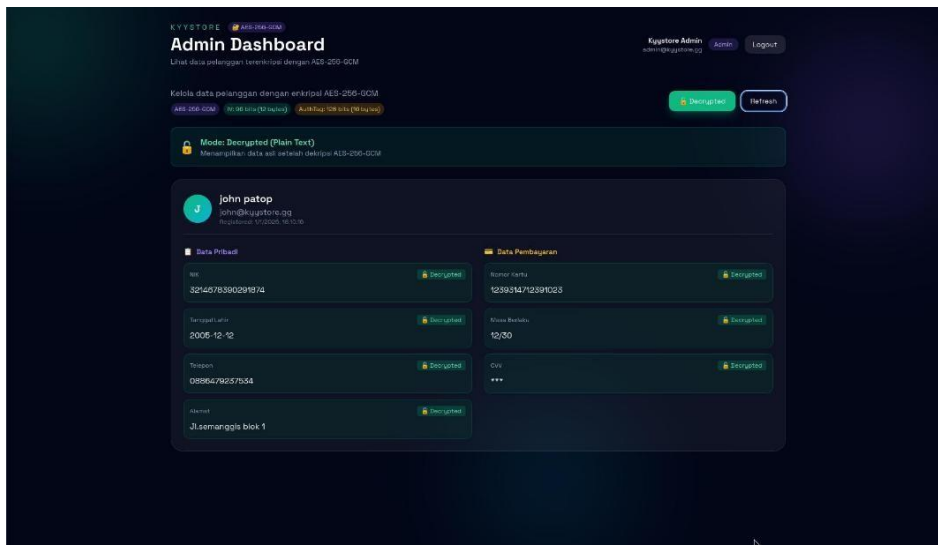 KYYSTORE 🔐 AES-256-GCM
Admin Dashboard
Lihat data pelanggan terenkripsi dengan AES-256-GCM
Kyystore Admin
admin@kyystore.gg
Admin
Logout
Kelola data pelanggan dengan enkripsi AES-256-GCM
AES-256-GCM
IV: 96 bits (12 bytes)
AuthTag: 128 bits (16 bytes)
🔓 Decrypted
Refresh
Mode: Decrypted (Plain Text)
Menampilkan data asli setelah dekripsi AES-256-GCM
J
john patop
john@kyystore.gg
Data Pribadi
NIK
🔓 Decrypted
3214678390291874
Tanggal Lahir
🔓 Decrypted
2005-12-12
Telepon
🔓 Decrypted
0886479237534
Alamat
🔓 Decrypted
Jl.semanggis blok 1
Data Pembayaran
Nomor Kartu
🔓 Decrypted
1239314712391023
Masa Berlaku
🔓 Decrypted
12/30
CVV
🔓 Decrypted
***